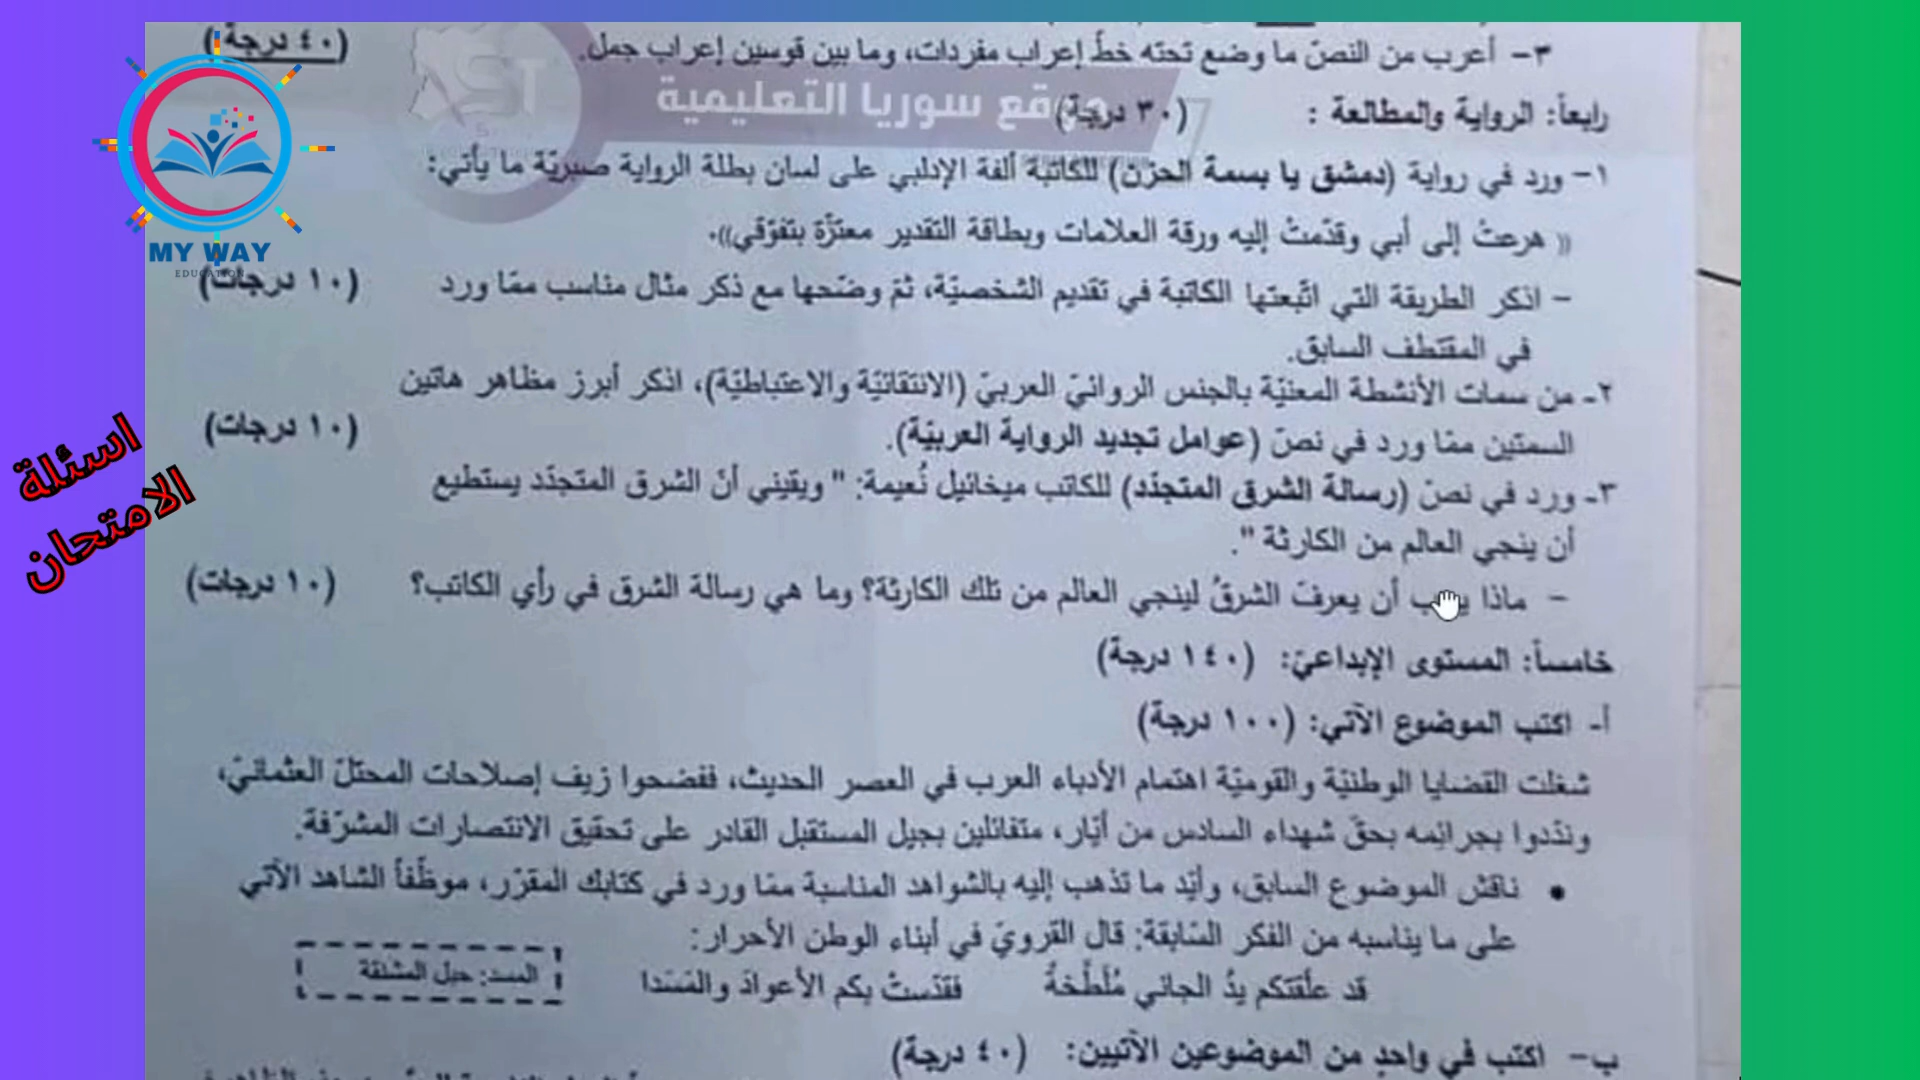 ٣- أعرب من النصّ ما وضع تحته خطّ إعراب مفردات، وما بين قوسين إعراب جمل. (٤٠ درجة)
موقع سوريا التعليمية
رابعاً: الرواية والمطالعة : (٣٠ درجة)
١- ورد في رواية (دمشق يا بسمة الحزن) للكاتبة ألفة الإدلبي على لسان بطلة الرواية صبريّة ما يأتي:
(( هرعتُ إلى أبي وقدّمتُ إليه ورقة العلامات وبطاقة التقدير معتزّة بتفوّقي)).
- اذكر الطريقة التي اتّبعتها الكاتبة في تقديم الشخصيّة، ثمّ وضّحها مع ذكر مثال مناسب ممّا ورد (١٠ درجات)
في المقتطف السابق.
٢- من سمات الأنشطة المعنيّة بالجنس الروائيّ العربيّ (الانتقائيّة والاعتباطيّة)، اذكر أبرز مظاهر هاتين
السمتين ممّا ورد في نصّ (عوامل تجديد الرواية العربيّة). (١٠ درجات)
٣- ورد في نصّ (رسالة الشرق المتجدّد) للكاتب ميخائيل نُعيمة: " ويقيني أنّ الشرق المتجدّد يستطيع
أن ينجي العالم من الكارثة ".
- ماذا أن يعرفَ الشرقُ لينجي العالم من تلك الكارثة؟ وما هي رسالة الشرق في رأي الكاتب؟ (١٠ درجات)
خامساً: المستوى الإبداعيّ: (١٤٠ درجة)
أ- اكتب الموضوع الآتي: (١٠٠ درجة)
شغلت القضايا الوطنيّة والقوميّة اهتمام الأدباء العرب في العصر الحديث، ففضحوا زيف إصلاحات المحتلّ العثمانيّ،
وندّدوا بجرائمه بحقّ شهداء السادس من أيّار، متفائلين بجيل المستقبل القادر على تحقيق الانتصارات المشرّفة.
• ناقش الموضوع السابق، وأيّد ما تذهب إليه بالشواهد المناسبة ممّا ورد في كتابك المقرّر، موظّفاً الشاهد الآتي
على ما يناسبه من الفكر السّابقة: قال القرويّ في أبناء الوطن الأحرار:
قد علّقتكم يدُ الجاني مُلطّخةً فقدّستْ بكم الأعوادَ والمَسَدا
المسد: حبل المشنقة
ب- اكتب في واحدٍ من الموضوعين الآتيين: (٤٠ درجة)
MY WAY
EDUCATION
اسئلة
الامتحان